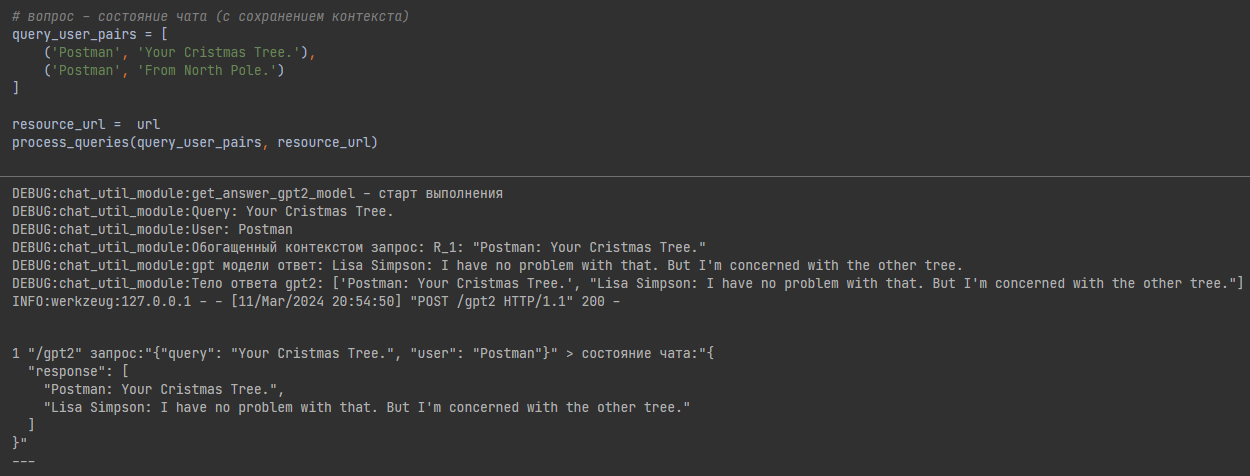 # вопрос - состояние чата (с сохранением контекста)
query_user_pairs = [
    ('Postman', 'Your Cristmas Tree.'),
    ('Postman', 'From North Pole.')
]
resource_url =  url
process_queries(query_user_pairs, resource_url)
DEBUG:chat_util_module:get_answer_gpt2_model - старт выполнения
DEBUG:chat_util_module:Query: Your Cristmas Tree.
DEBUG:chat_util_module:User: Postman
DEBUG:chat_util_module:Обогащенный контекстом запрос: R_1: "Postman: Your Cristmas Tree."
DEBUG:chat_util_module:gpt модели ответ: Lisa Simpson: I have no problem with that. But I'm concerned with the other tree.
DEBUG:chat_util_module:Тело ответа gpt2: ['Postman: Your Cristmas Tree.', "Lisa Simpson: I have no problem with that. But I'm concerned with the other tree."]
INFO:werkzeug:127.0.0.1 - - [11/Mar/2024 20:54:50] "POST /gpt2 HTTP/1.1" 200 -
1 "/gpt2" запрос:"{"query": "Your Cristmas Tree.", "user": "Postman"}" > состояние чата:"{
  "response": [
    "Postman: Your Cristmas Tree.",
    "Lisa Simpson: I have no problem with that. But I'm concerned with the other tree."
  ]
}"
---